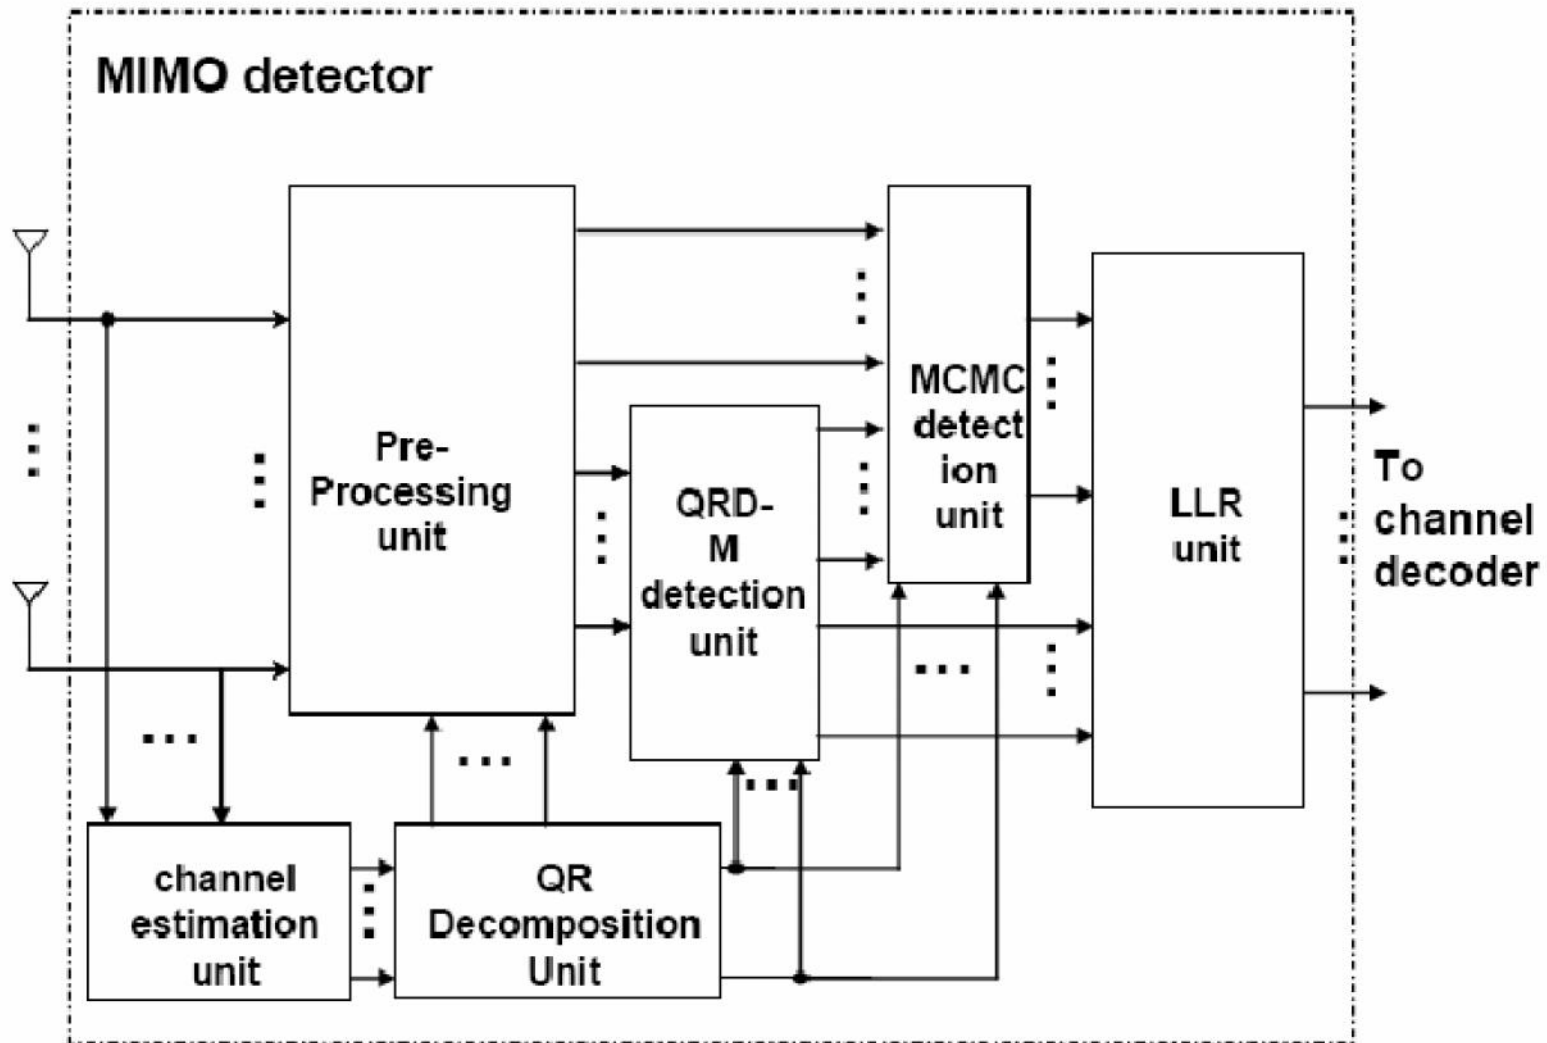 MIMO detector
Pre-
Processing
unit
QRD-
M
detection
unit
MCMC
detect
ion
unit
LLR
unit
To
channel
decoder
channel
estimation
unit
QR
Decomposition
Unit